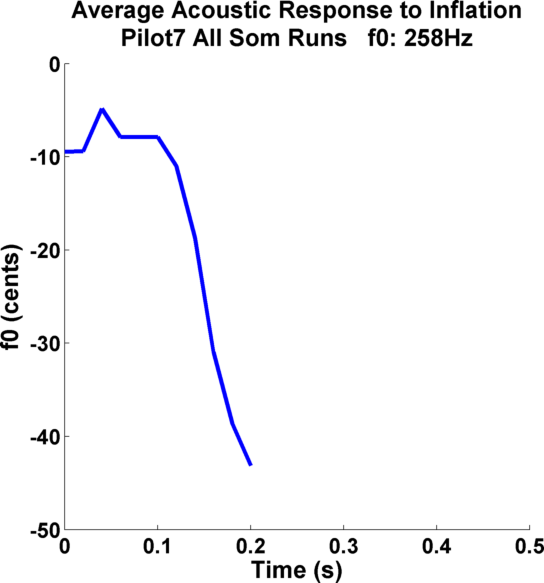 Average Acoustic Response to Inflation
Pilot7 All Som Runs f0: 258Hz
0
-10
-20
-30
-40
-50
f0 (cents)
0 0.1 0.2 0.3 0.4 0.5
Time (s)